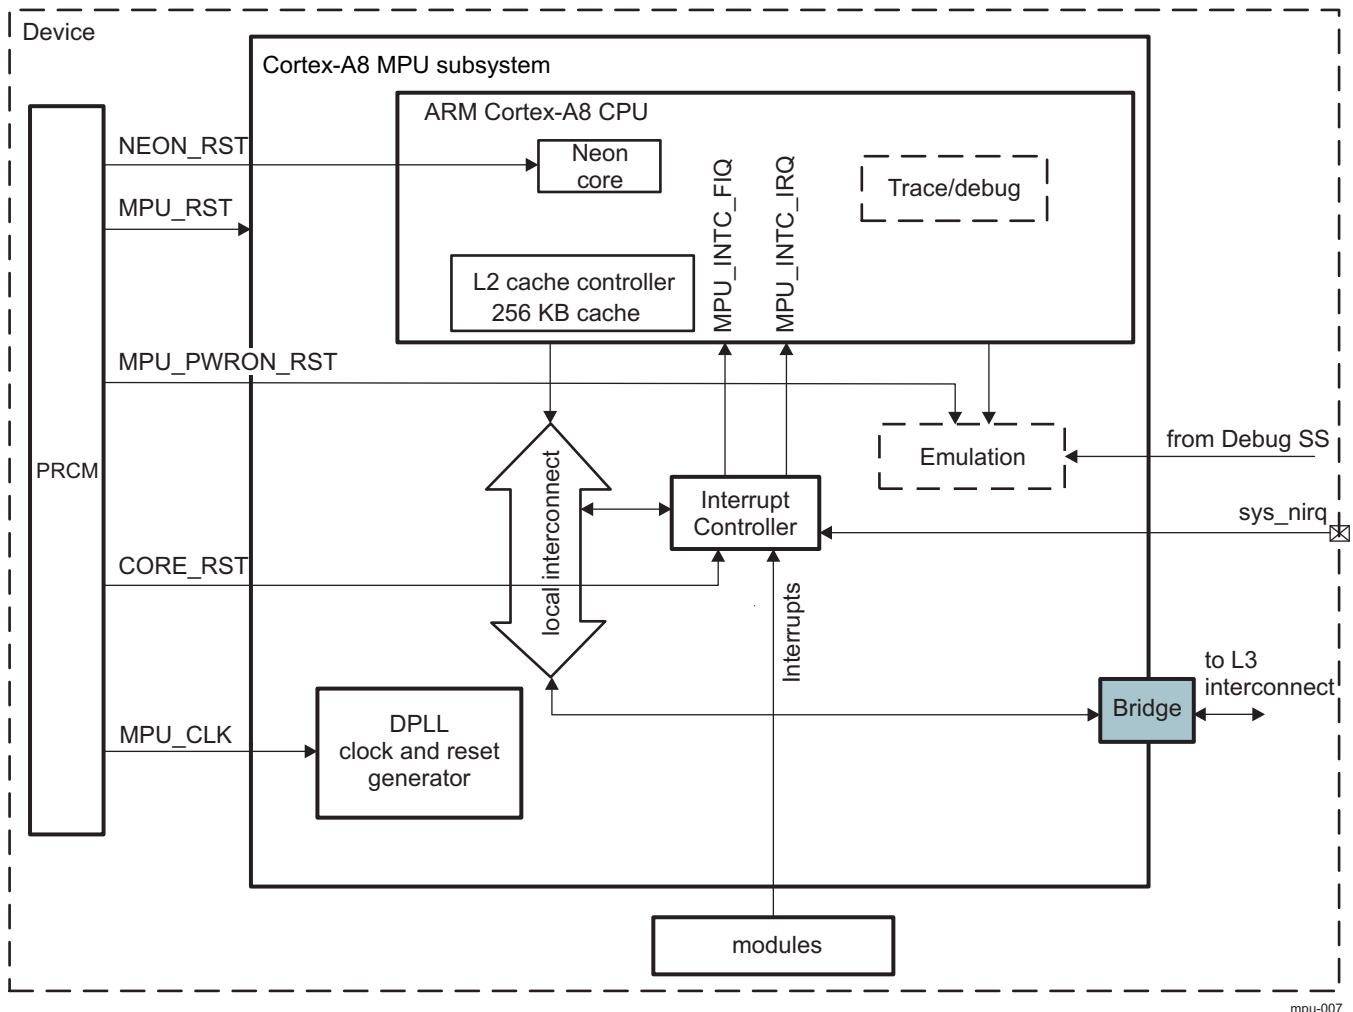 Device
Cortex-A8 MPU subsystem
ARM Cortex-A8 CPU
NEON_RST
Neon
core
MPU_INTC_FIQ
MPU_INTC_IRQ
Trace/debug
MPU_RST
L2 cache controller
256 KB cache
MPU_PWRON_RST
from Debug SS
Emulation
PRCM
local interconnect
Interrupt
Controller
sys_nirq
CORE_RST
Interrupts
to L3
interconnect
Bridge
MPU_CLK
DPLL
clock and reset
generator
modules
mpu-007